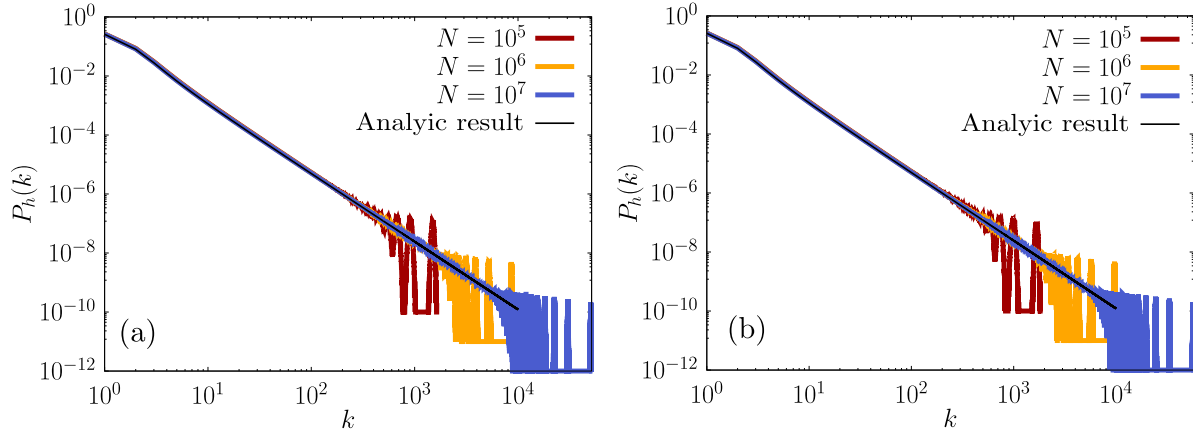 10^0
10^-2
10^-4
10^-6
10^-8
10^-10
10^-12
P_h(k)
N = 10^5
N = 10^6
N = 10^7
Analyic result
(a)
10^0 10^1 10^2 10^3 10^4
k
10^0
10^-2
10^-4
10^-6
10^-8
10^-10
10^-12
P_h(k)
N = 10^5
N = 10^6
N = 10^7
Analyic result
(b)
10^0 10^1 10^2 10^3 10^4
k